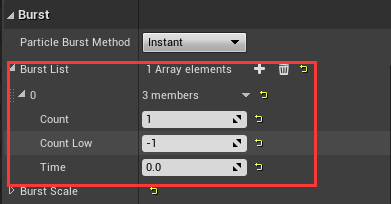 Burst
Particle Burst Method Instant
Burst List 1 Array elements
0 3 members
Count 1
Count Low -1
Time 0.0
Burst Scale